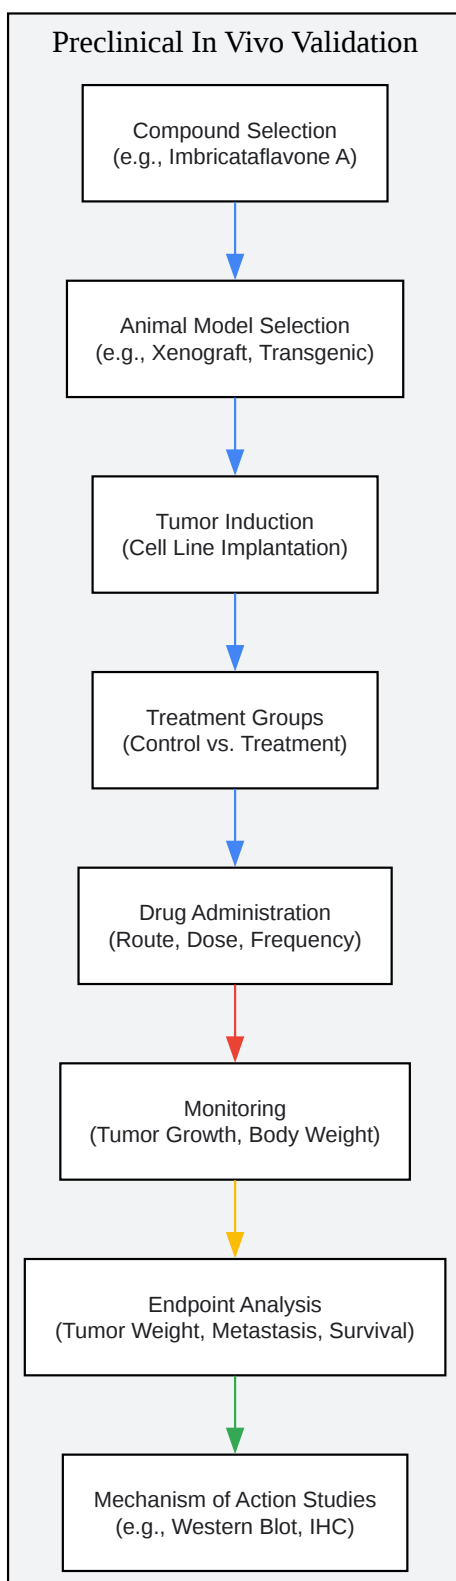 Preclinical In Vivo Validation
Compound Selection
(e.g., Imbricataflavone A)
Animal Model Selection
(e.g., Xenograft, Transgenic)
Tumor Induction
(Cell Line Implantation)
Treatment Groups
(Control vs. Treatment)
Drug Administration
(Route, Dose, Frequency)
Monitoring
(Tumor Growth, Body Weight)
Endpoint Analysis
(Tumor Weight, Metastasis, Survival)
Mechanism of Action Studies
(e.g., Western Blot, IHC)